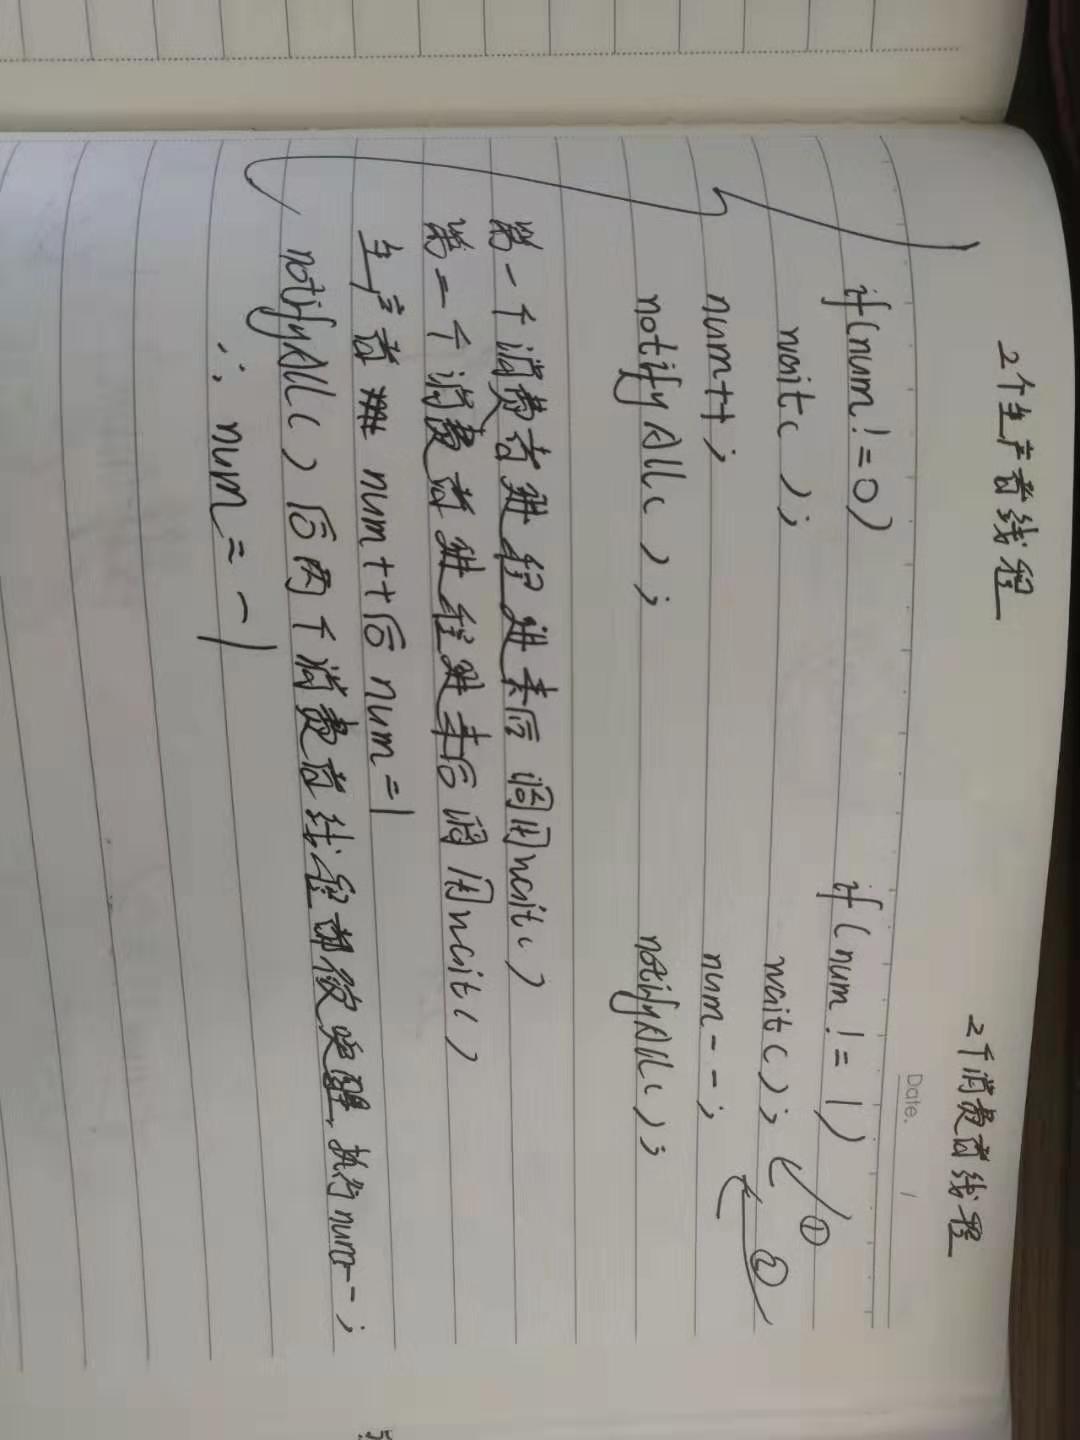 2个生产者线程
2个消费者线程
Date. /
if(num!=0)
wait( );
num++;
notifyAll( );
if(num!=1)
①
wait();
②
num--;
notifyAll();
第一个消费者进程进来后调用wait()
第二个消费者进程进来后调用wait()
生产者 num++后 num=1
notifyAll()后两个消费者线程都被唤醒,执行num--;
∴ num=-1